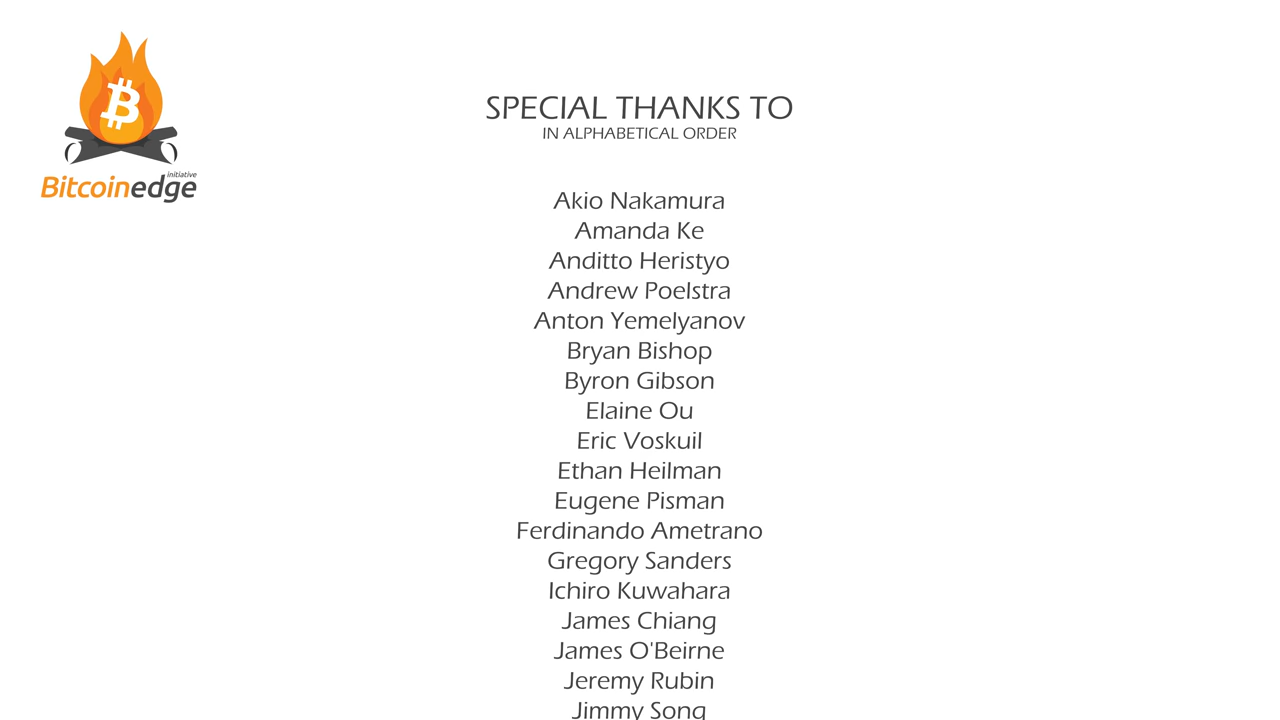 initiative
Bitcoinedge
SPECIAL THANKS TO
IN ALPHABETICAL ORDER
Akio Nakamura
Amanda Ke
Anditto Heristyo
Andrew Poelstra
Anton Yemelyanov
Bryan Bishop
Byron Gibson
Elaine Ou
Eric Voskuil
Ethan Heilman
Eugene Pisman
Ferdinando Ametrano
Gregory Sanders
Ichiro Kuwahara
James Chiang
James O'Beirne
Jeremy Rubin
Jimmy Song